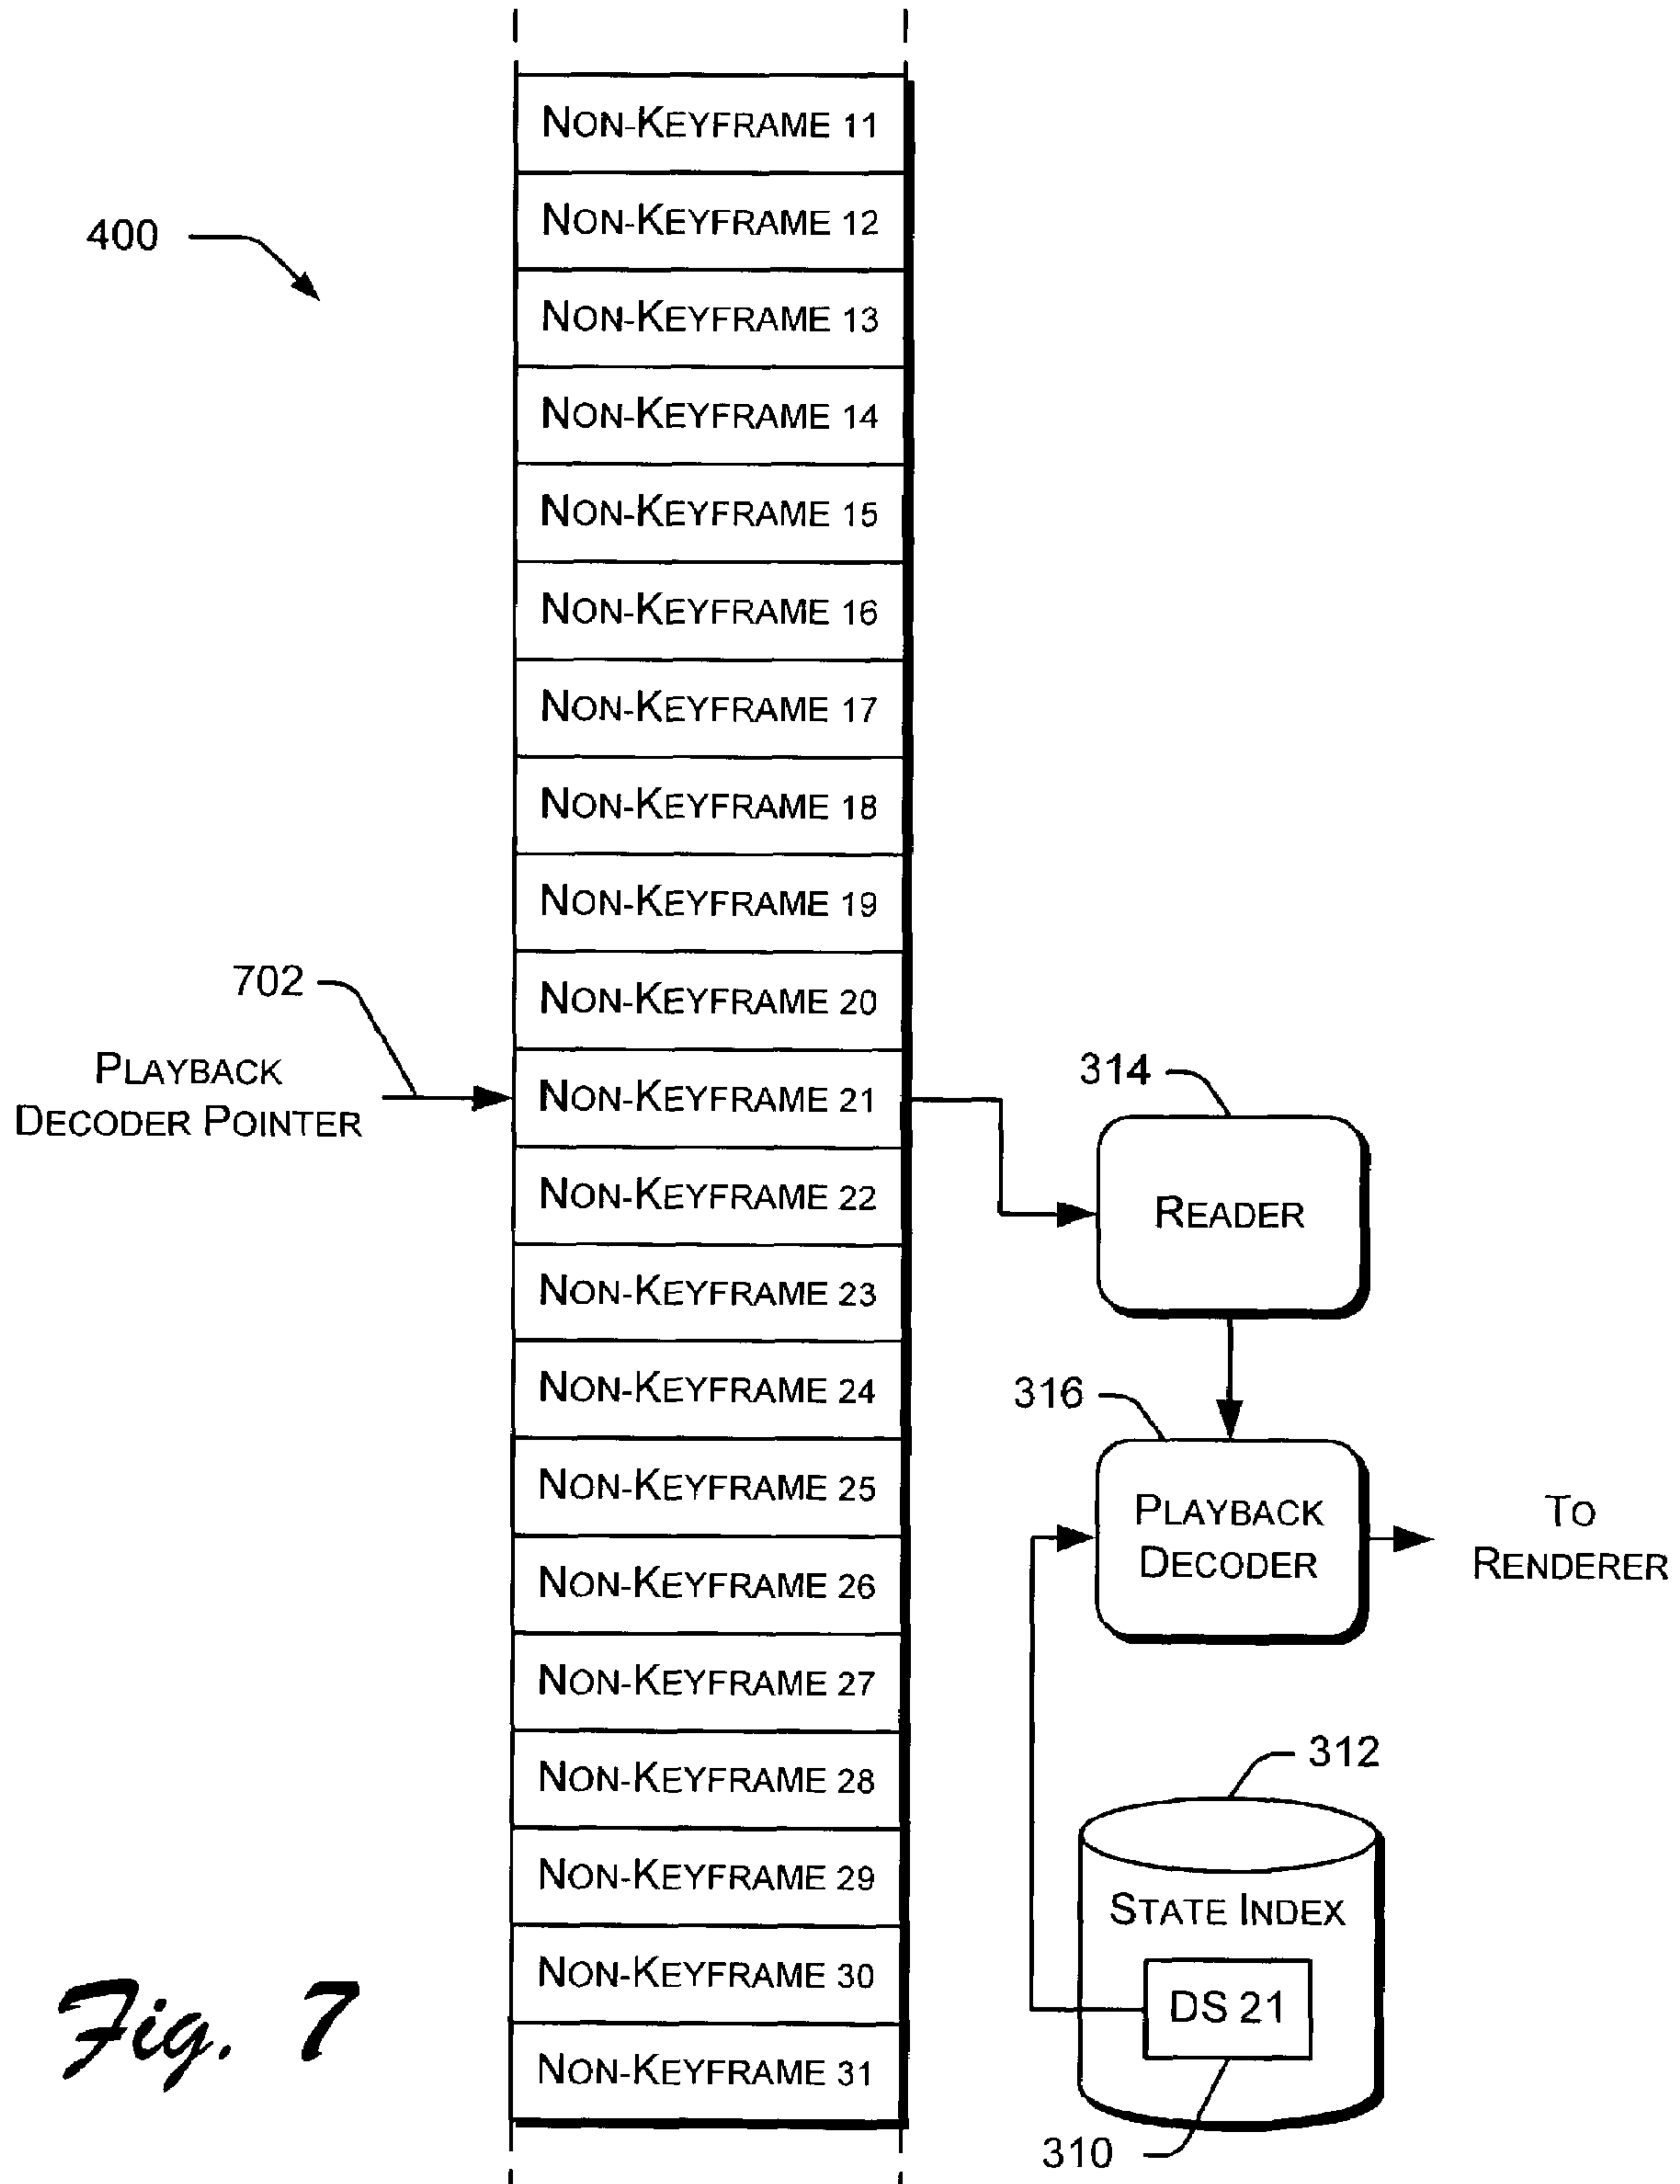 NON-KEYFRAME 11
NON-KEYFRAME 12
400
NON-KEYFRAME 13
NON-KEYFRAME 14
NON-KEYFRAME 15
NON-KEYFRAME 16
NON-KEYFRAME 17
NON-KEYFRAME 18
NON-KEYFRAME 19
NON-KEYFRAME 20
702
PLAYBACK
DECODER POINTER
NON-KEYFRAME 21
NON-KEYFRAME 22
NON-KEYFRAME 23
NON-KEYFRAME 24
NON-KEYFRAME 25
NON-KEYFRAME 26
NON-KEYFRAME 27
NON-KEYFRAME 28
NON-KEYFRAME 29
NON-KEYFRAME 30
NON-KEYFRAME 31
314
READER
316
PLAYBACK
DECODER
TO
RENDERER
312
STATE INDEX
DS 21
310
Fig. 7